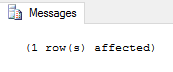 Messages
(1 row(s) affected)